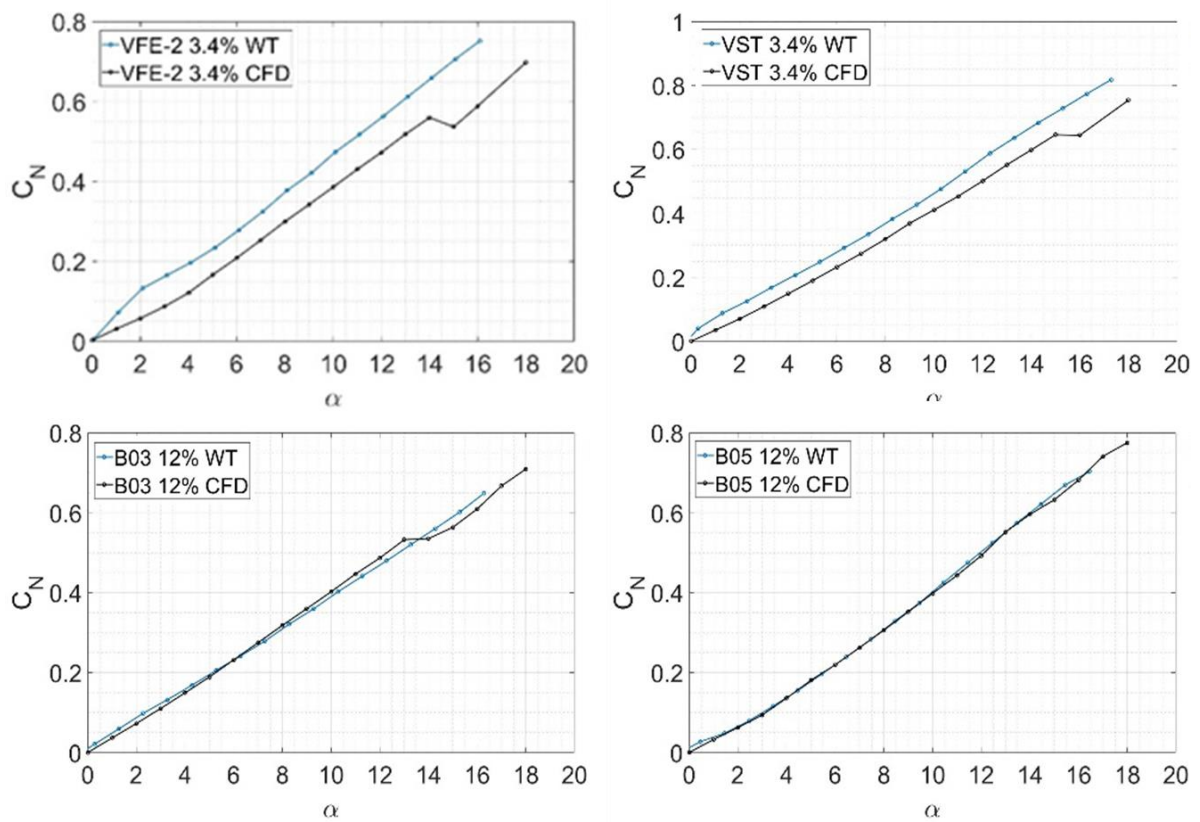 VFE-2 3.4% WT
VFE-2 3.4% CFD
0.8
0.6
0.4
0.2
0
C_N
0 2 4 6 8 10 12 14 16 18 20
α
VST 3.4% WT
VST 3.4% CFD
1
0.8
0.6
0.4
0.2
0
C_N
0 2 4 6 8 10 12 14 16 18 20
α
B03 12% WT
B03 12% CFD
0.8
0.6
0.4
0.2
0
C_N
0 2 4 6 8 10 12 14 16 18 20
α
B05 12% WT
B05 12% CFD
0.8
0.6
0.4
0.2
0
C_N
0 2 4 6 8 10 12 14 16 18 20
α